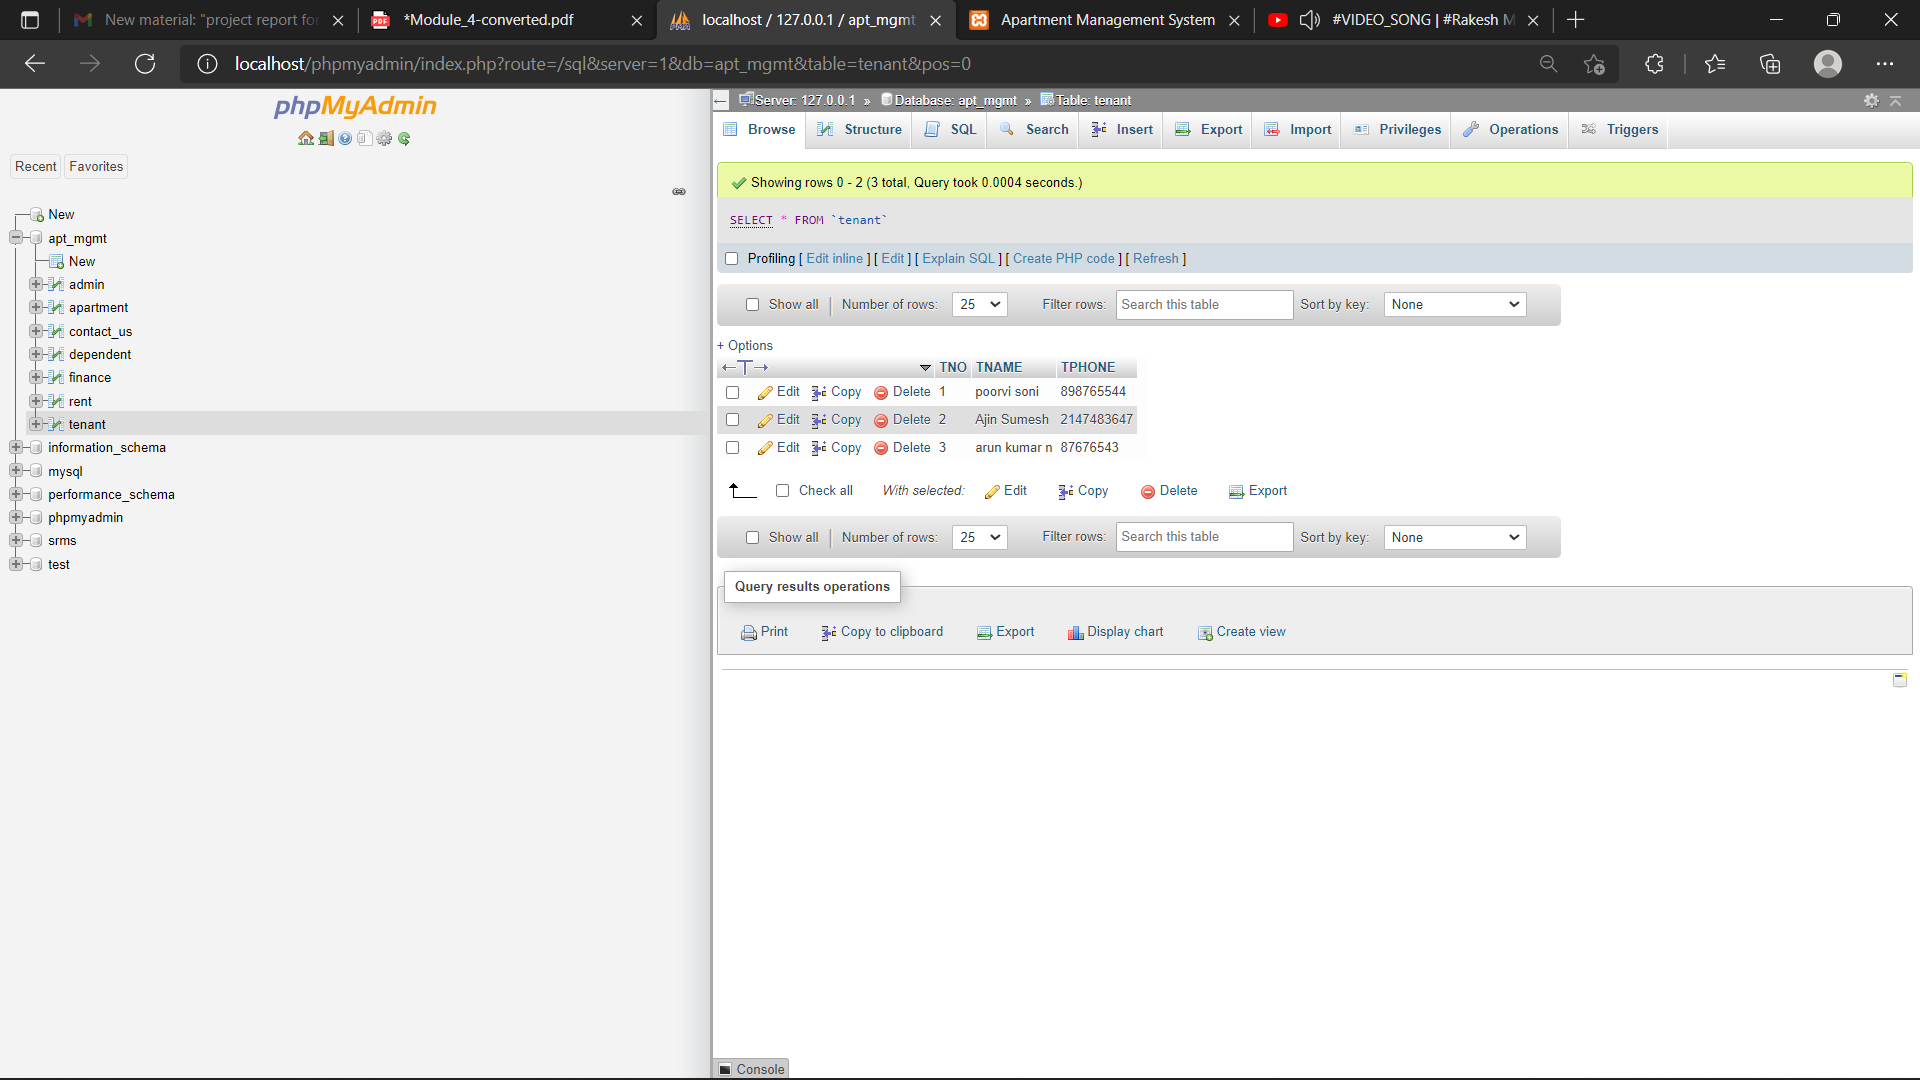 New material: "project report for
*Module_4-converted.pdf
localhost / 127.0.0.1 / apt_mgmt
Apartment Management System
#VIDEO_SONG | #Rakesh M
localhost/phpmyadmin/index.php?route=/sql&server=1&db=apt_mgmt&table=tenant&pos=0
phpMyAdmin
Recent
Favorites
New
apt_mgmt
New
admin
apartment
contact_us
dependent
finance
rent
tenant
information_schema
mysql
performance_schema
phpmyadmin
srms
test
Server: 127.0.0.1 » Database: apt_mgmt » Table: tenant
Browse Structure SQL Search Insert Export Import Privileges Operations Triggers
Showing rows 0 - 2 (3 total, Query took 0.0004 seconds.)
SELECT * FROM `tenant`
Profiling [ Edit inline ] [ Edit ] [ Explain SQL ] [ Create PHP code ] [ Refresh ]
Show all | Number of rows: 25 Filter rows: Search this table Sort by key: None
+ Options
←T→ TNO TNAME TPHONE
Edit Copy Delete 1 poorvi soni 898765544
Edit Copy Delete 2 Ajin Sumesh 2147483647
Edit Copy Delete 3 arun kumar n 87676543
Check all With selected: Edit Copy Delete Export
Show all | Number of rows: 25 Filter rows: Search this table Sort by key: None
Query results operations
Print Copy to clipboard Export Display chart Create view
Console